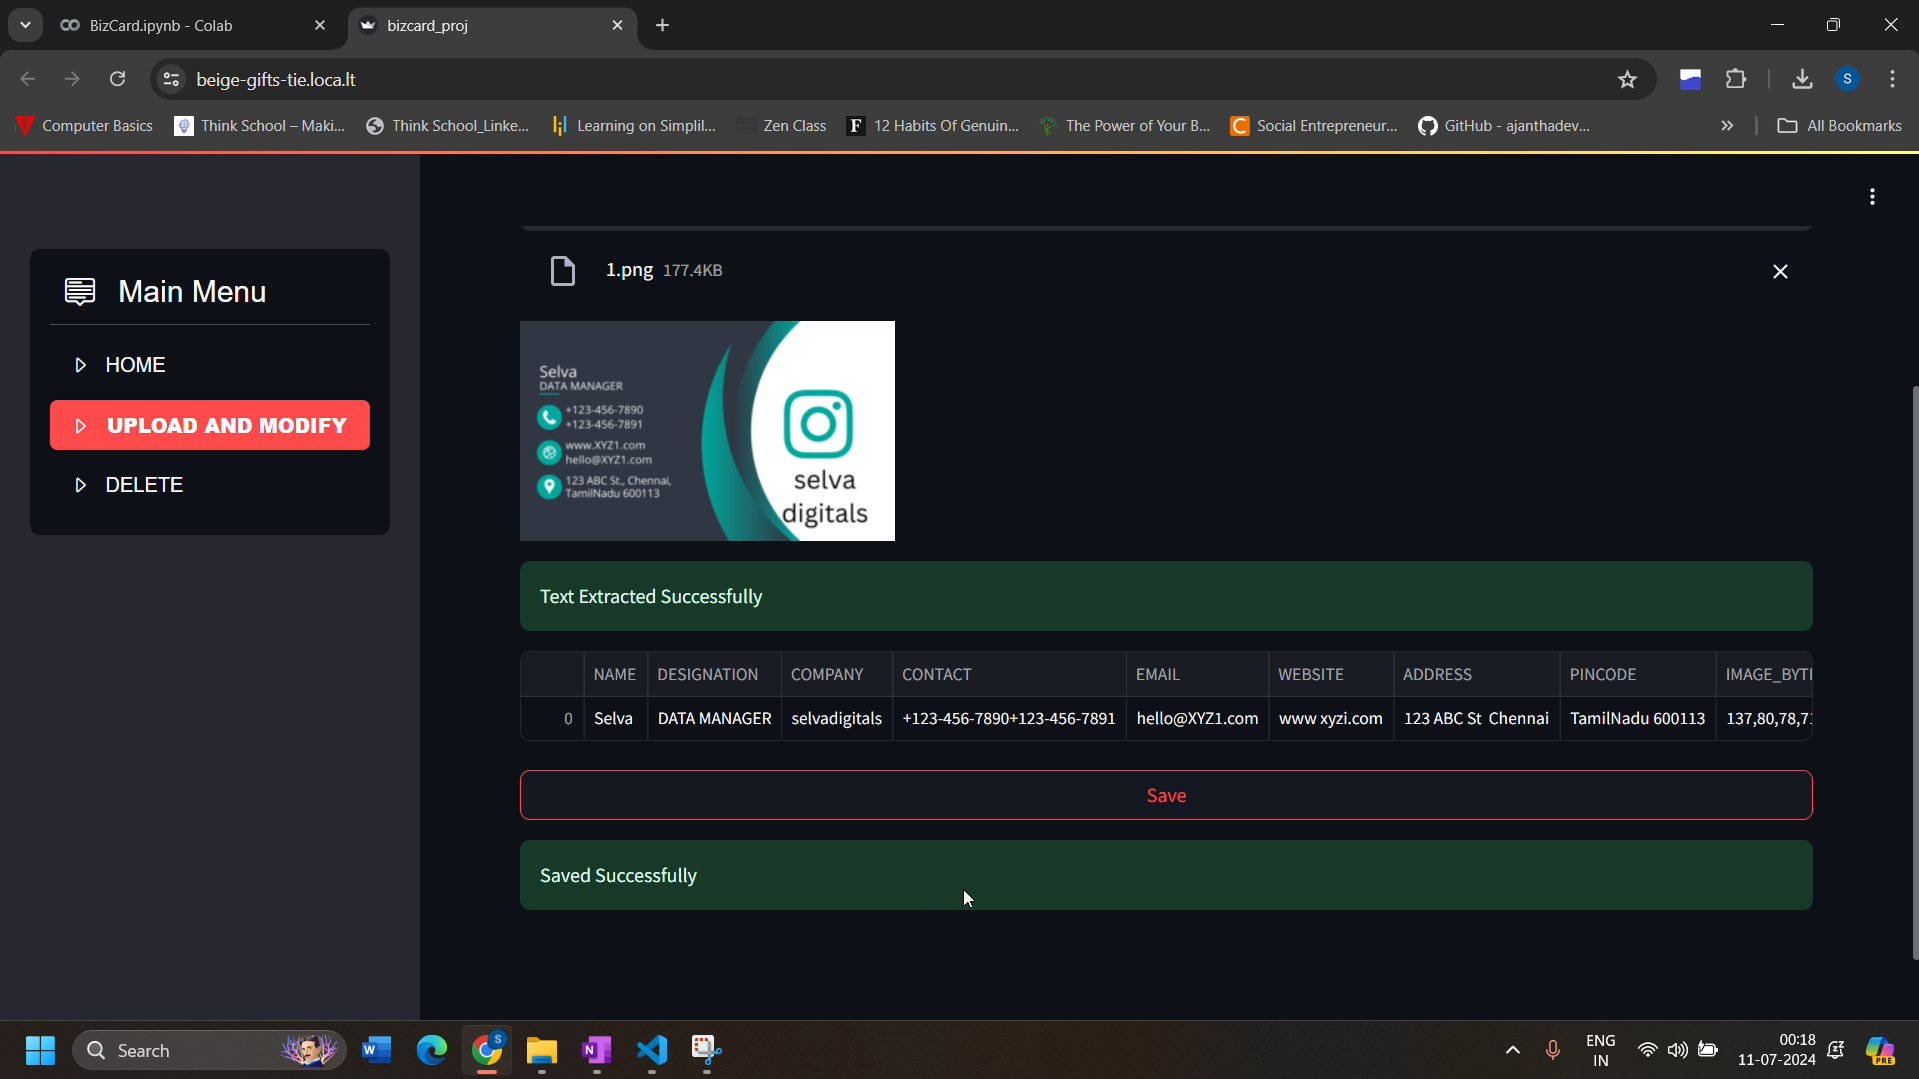 BizCard.ipynb - Colab
bizcard_proj
beige-gifts-tie.loca.lt
S
Computer Basics
Think School – Maki...
Think School_Linke...
Learning on Simplil...
Zen Class
F
12 Habits Of Genuin...
The Power of Your B...
C
Social Entrepreneur...
GitHub - ajanthadev...
»
All Bookmarks
Main Menu
HOME
UPLOAD AND MODIFY
DELETE
1.png 177.4KB
Selva
DATA MANAGER
+123-456-7890
+123-456-7891
www.XYZ1.com
hello@XYZ1.com
123 ABC St., Chennai,
TamilNadu 600113
selva
digitals
Text Extracted Successfully
NAME DESIGNATION COMPANY CONTACT EMAIL WEBSITE ADDRESS PINCODE IMAGE_BYTI
0 Selva DATA MANAGER selvadigitals +123-456-7890+123-456-7891 hello@XYZ1.com www xyzi.com 123 ABC St Chennai TamilNadu 600113 137,80,78,71
Save
Saved Successfully
Search
W
S
N
ENG
IN
00:18
11-07-2024
PRE